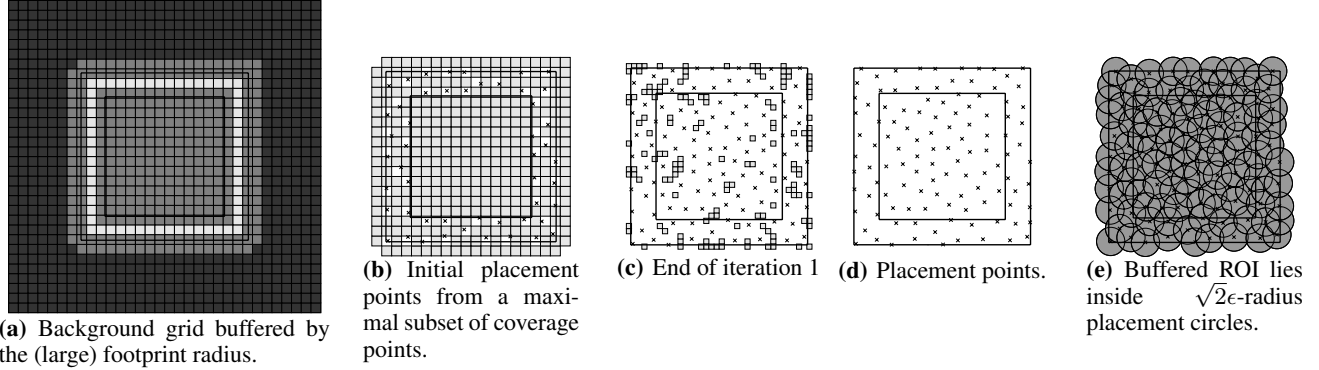 (a) Background grid buffered by
the (large) footprint radius.
(b) Initial placement
points from a maxi-
mal subset of coverage
points.
(c) End of iteration 1
(d) Placement points.
(e) Buffered ROI lies
inside √2ϵ-radius
placement circles.